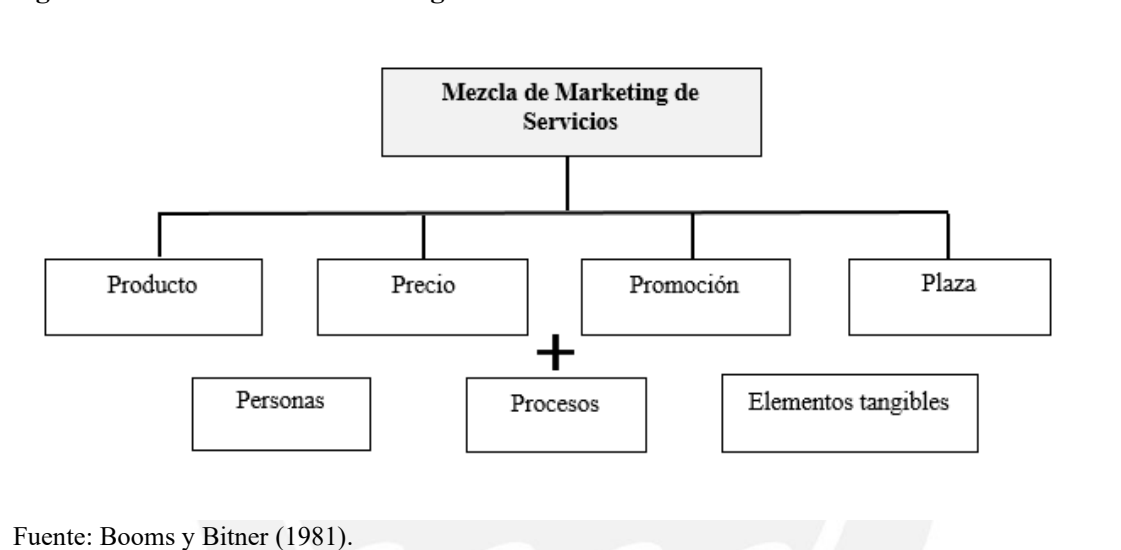 Mezcla de Marketing de
Servicios
Producto
Precio
Promoción
Plaza
+
Personas
Procesos
Elementos tangibles
Fuente: Booms y Bitner (1981).